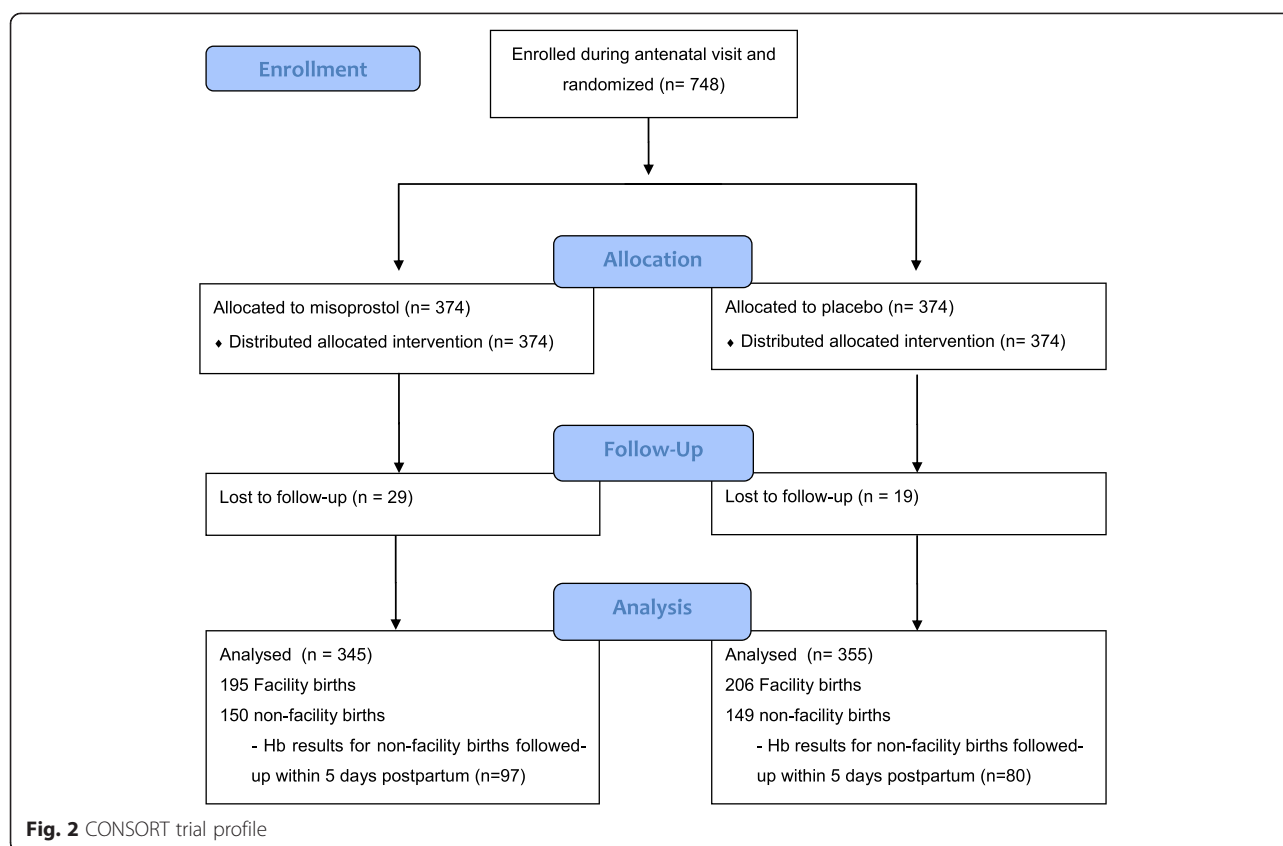 Enrollment
Enrolled during antenatal visit and
randomized (n= 748)
Allocation
Allocated to misoprostol (n= 374)
♦ Distributed allocated intervention (n= 374)
Allocated to placebo (n= 374)
♦ Distributed allocated intervention (n= 374)
Follow-Up
Lost to follow-up (n = 29)
Lost to follow-up (n = 19)
Analysis
Analysed (n = 345)
195 Facility births
150 non-facility births
- Hb results for non-facility births followed-
up within 5 days postpartum (n=97)
Analysed (n= 355)
206 Facility births
149 non-facility births
- Hb results for non-facility births followed-
up within 5 days postpartum (n=80)
Fig. 2 CONSORT trial profile